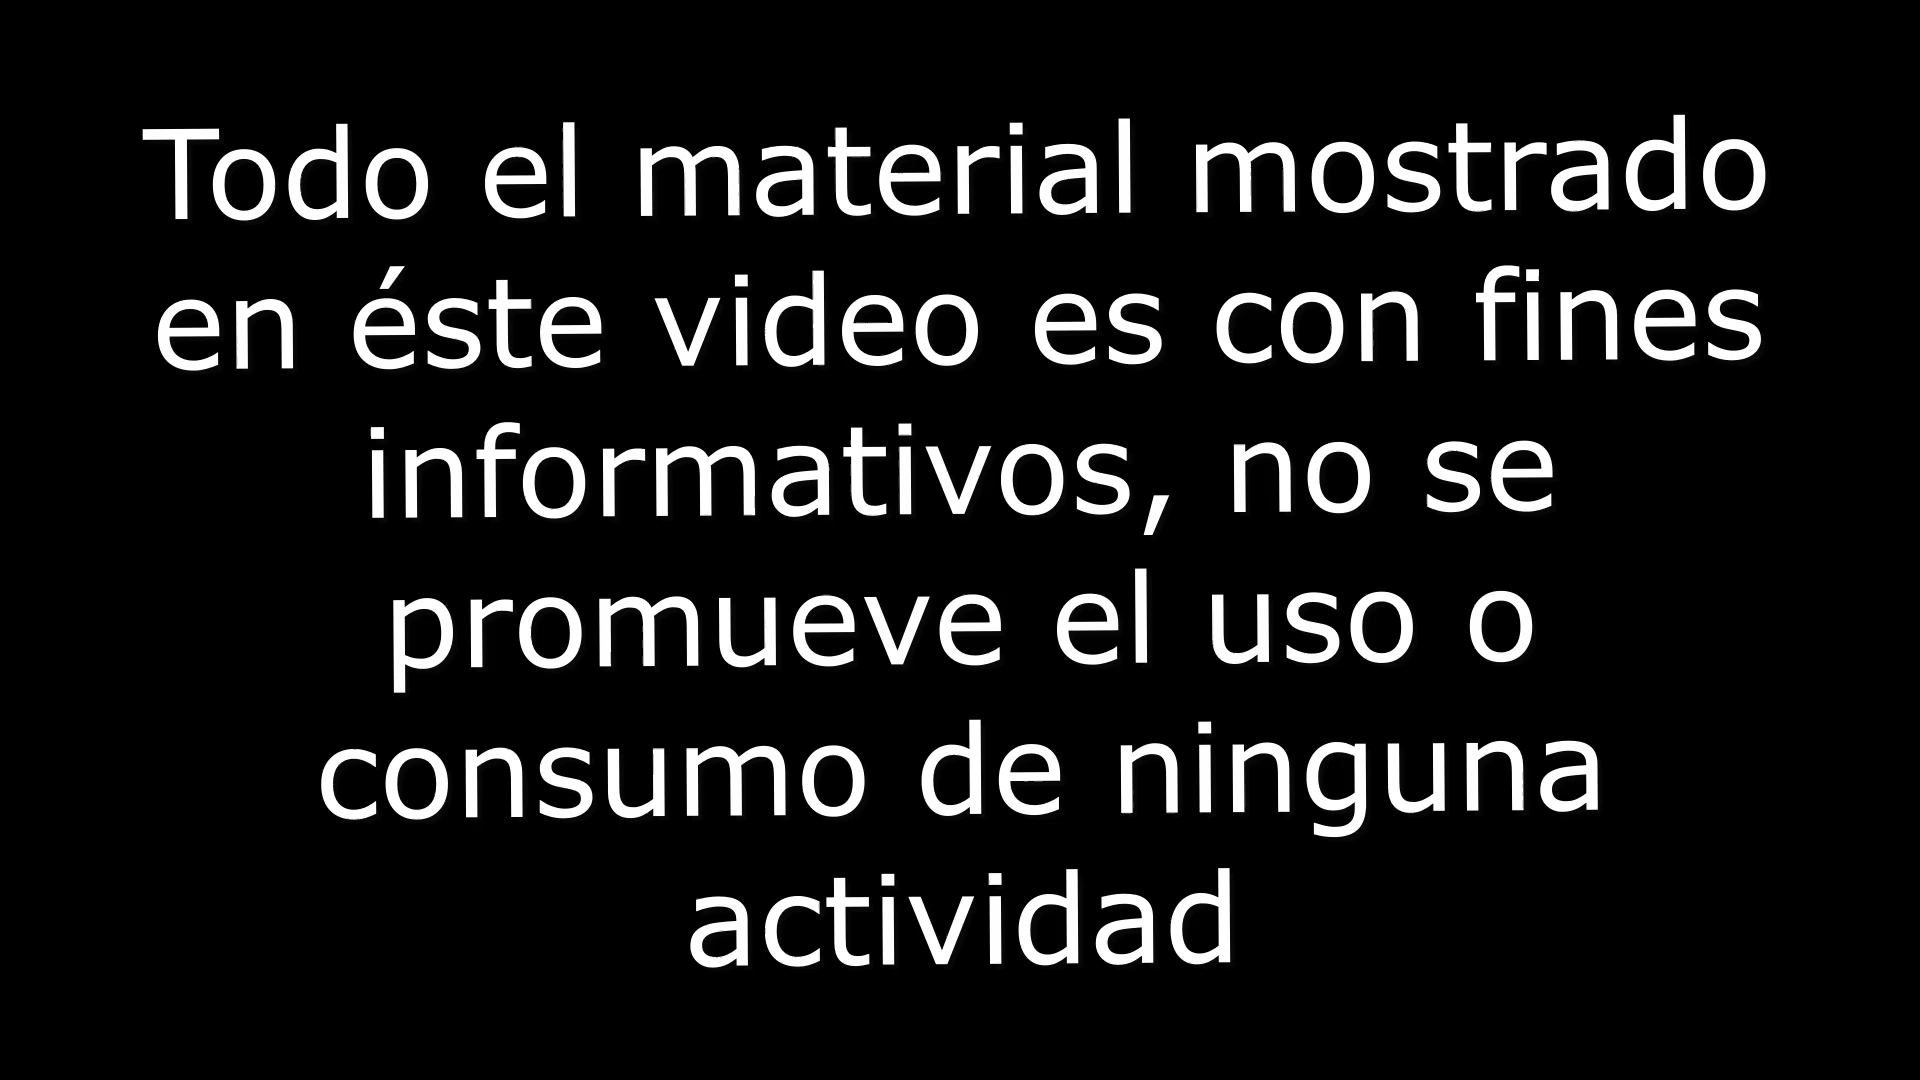 Todo el material mostrado
en éste video es con fines
informativos, no se
promueve el uso o
consumo de ninguna
actividad